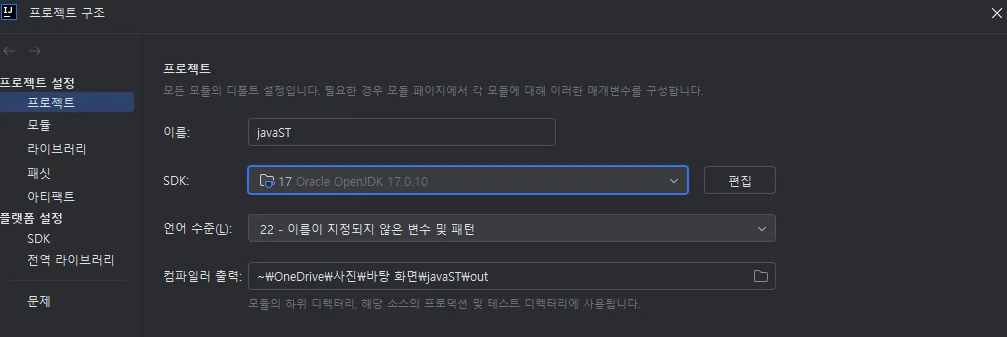 IJ
프로젝트 구조
프로젝트 설정
프로젝트
모듈
라이브러리
패싯
아티팩트
플랫폼 설정
SDK
전역 라이브러리
문제
프로젝트
모든 모듈의 디폴트 설정입니다. 필요한 경우 모듈 페이지에서 각 모듈에 대해 이러한 매개변수를 구성합니다.
이름: javaST
SDK: 17 Oracle OpenJDK 17.0.10 편집
언어 수준(L): 22 - 이름이 지정되지 않은 변수 및 패턴
컴파일러 출력: ~₩OneDrive₩사진₩바탕 화면₩javaST₩out
모듈의 하위 디렉터리, 해당 소스의 프로덕션 및 테스트 디렉터리에 사용됩니다.